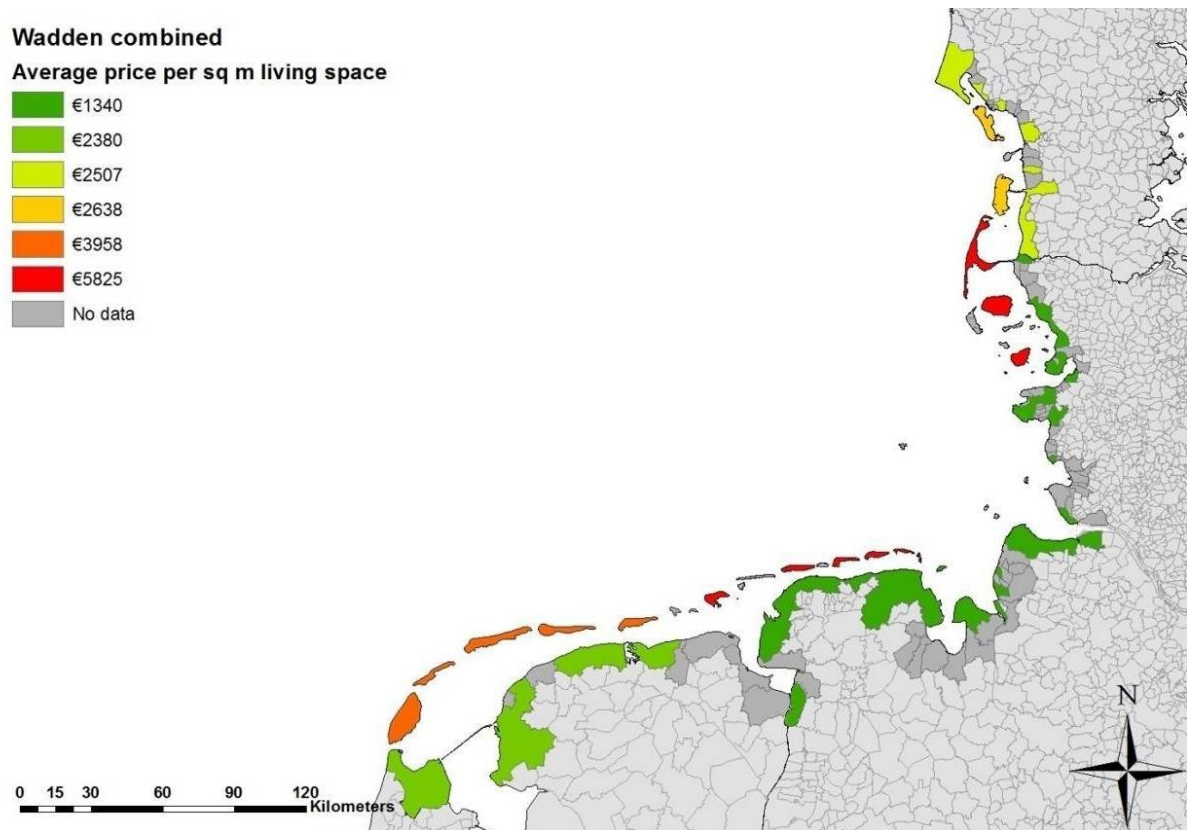 Wadden combined
Average price per sq m living space
€1340
€2380
€2507
€2638
€3958
€5825
No data
N
0 15 30 60 90 120
Kilometers